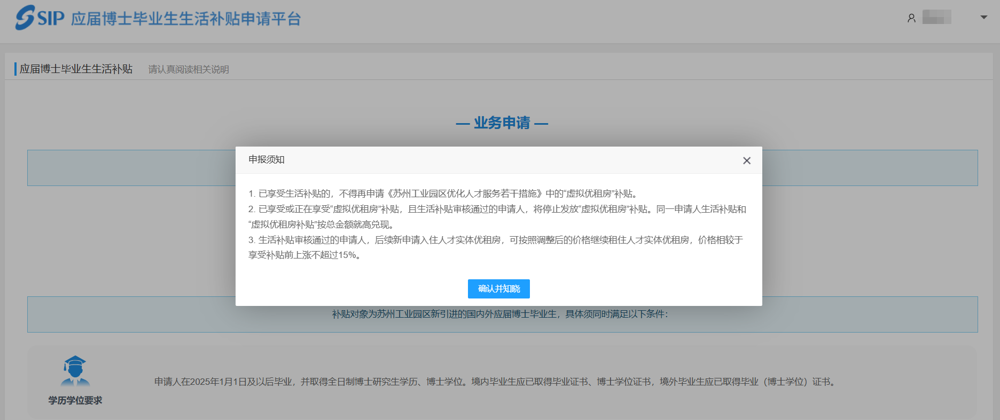 SIP 应届博士毕业生生活补贴申请平台
应届博士毕业生生活补贴 请认真阅读相关说明
— 业务申请 —
申报须知
1. 已享受生活补贴的，不得再申请《苏州工业园区优化人才服务若干措施》中的“虚拟优租房”补贴。
2. 已享受或正在享受“虚拟优租房”补贴，且生活补贴审核通过的申请人，将停止发放“虚拟优租房”补贴。同一申请人生活补贴和
“虚拟优租房补贴”按总金额就高兑现。
3. 生活补贴审核通过的申请人，后续新申请入住人才实体优租房，可按照调整后的价格继续租住人才实体优租房，价格相较于
享受补贴前上涨不超过15%。
确认并知晓
补贴对象为苏州工业园区新引进的国内外应届博士毕业生，具体须同时满足以下条件：
申请人在2025年1月1日及以后毕业，并取得全日制博士研究生学历、博士学位。境内毕业生应已取得毕业证书、博士学位证书，境外毕业生应已取得毕业（博士学位）证书。
学历学位要求